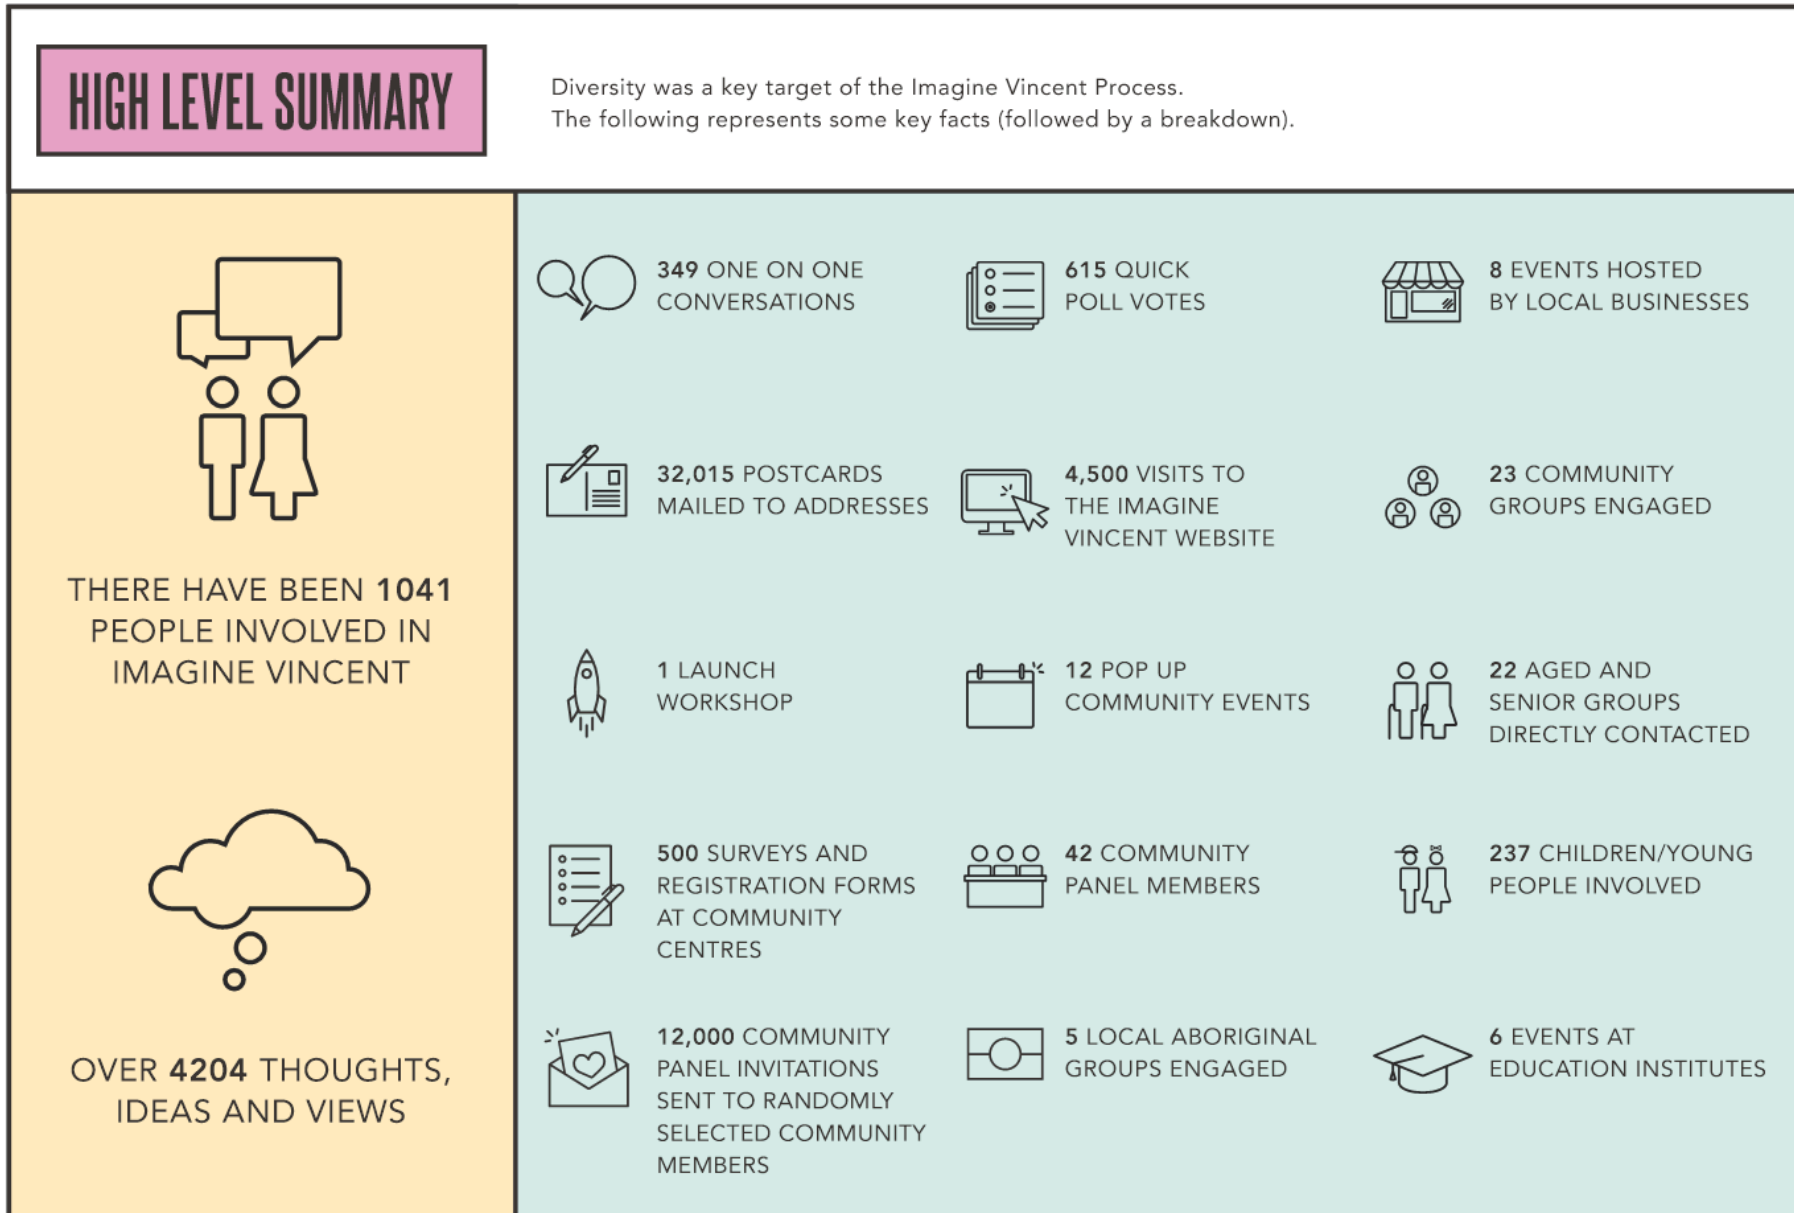 HIGH LEVEL SUMMARY
Diversity was a key target of the Imagine Vincent Process.
The following represents some key facts (followed by a breakdown).
THERE HAVE BEEN 1041
PEOPLE INVOLVED IN
IMAGINE VINCENT
OVER 4204 THOUGHTS,
IDEAS AND VIEWS
349 ONE ON ONE
CONVERSATIONS
615 QUICK
POLL VOTES
8 EVENTS HOSTED
BY LOCAL BUSINESSES
32,015 POSTCARDS
MAILED TO ADDRESSES
4,500 VISITS TO
THE IMAGINE
VINCENT WEBSITE
23 COMMUNITY
GROUPS ENGAGED
1 LAUNCH
WORKSHOP
12 POP UP
COMMUNITY EVENTS
22 AGED AND
SENIOR GROUPS
DIRECTLY CONTACTED
500 SURVEYS AND
REGISTRATION FORMS
AT COMMUNITY
CENTRES
42 COMMUNITY
PANEL MEMBERS
237 CHILDREN/YOUNG
PEOPLE INVOLVED
12,000 COMMUNITY
PANEL INVITATIONS
SENT TO RANDOMLY
SELECTED COMMUNITY
MEMBERS
5 LOCAL ABORIGINAL
GROUPS ENGAGED
6 EVENTS AT
EDUCATION INSTITUTES